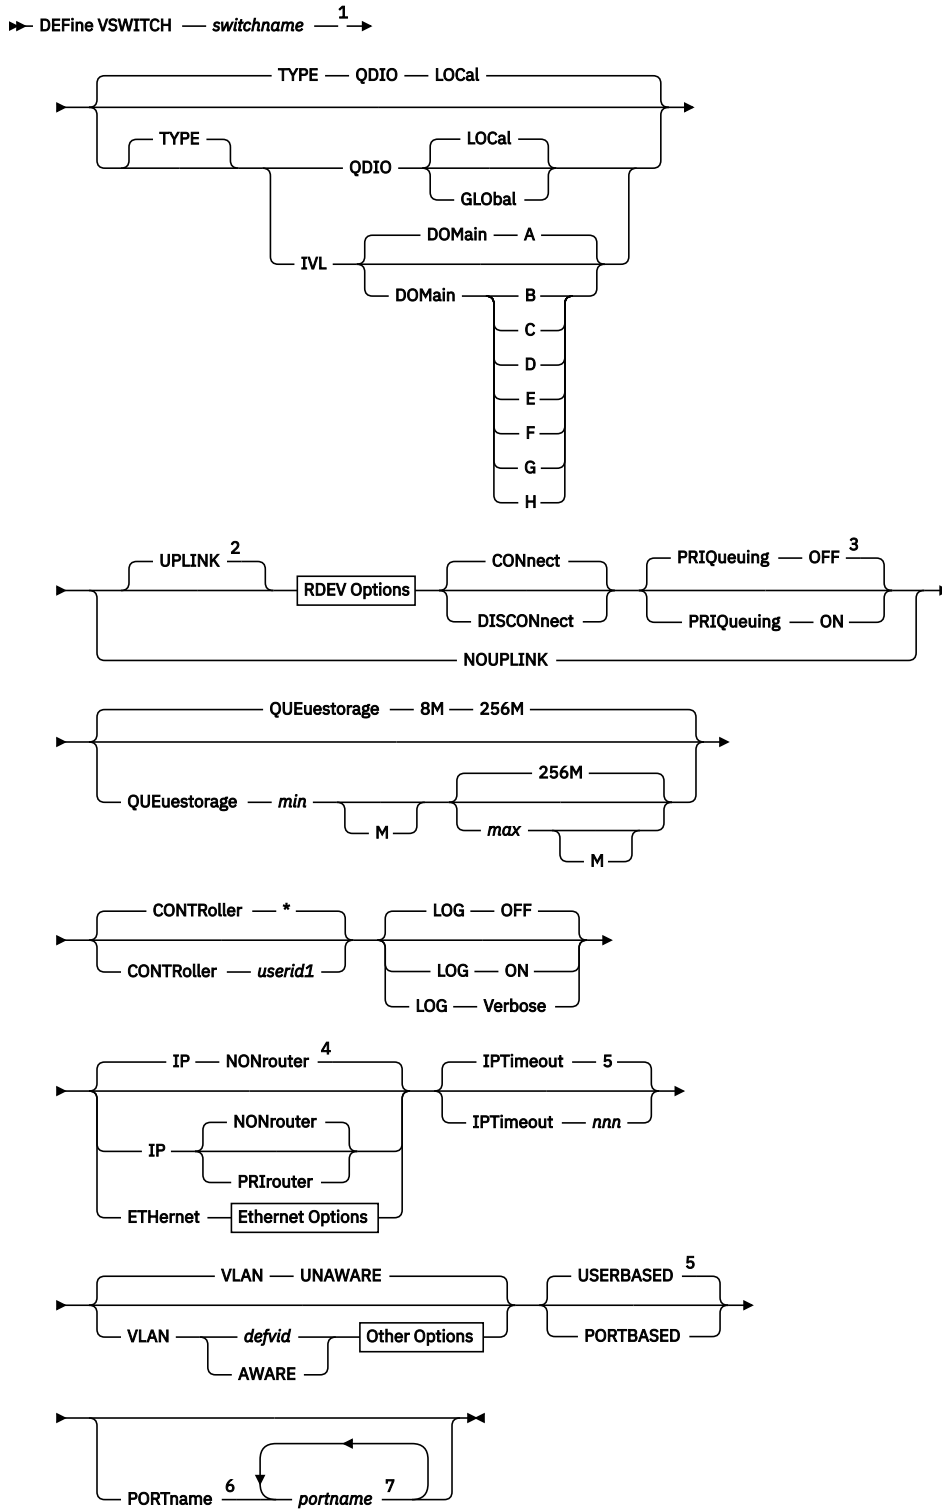 DEFine VSWITCH switchname 1
TYPE QDIO LOCal
TYPE LOCal
QDIO
GLObal
DOMain A
IVL
DOMain B
C
D
E
F
G
H
UPLINK 2 CONnect PRIQueuing OFF 3
RDEV Options
DISCONnect PRIQueuing ON
NOUPLINK
QUEuestorage 8M 256M
256M
QUEuestorage min
M max
M
CONTRoller * LOG OFF
CONTRoller userid1 LOG ON
LOG Verbose
IP NONrouter 4 IPTimeout 5
NONrouter IPTimeout nnn
IP
PRIrouter
ETHernet Ethernet Options
VLAN UNAWARE USERBASED 5
VLAN defvid Other Options PORTBASED
AWARE
PORTname 6 portname 7